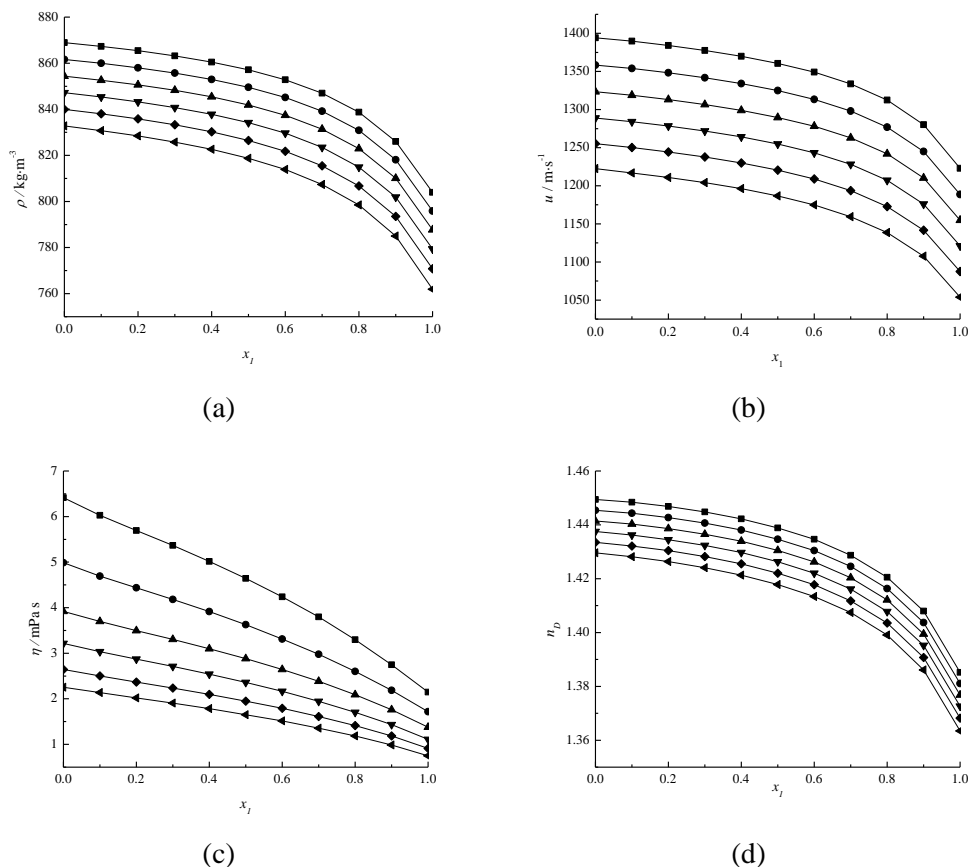 880
860
840
820
800
780
760
ρ / kg·m⁻³
0.0 0.2 0.4 0.6 0.8 1.0
x₁
(a)
1400
1350
1300
1250
1200
1150
1100
1050
u / m·s⁻¹
0.0 0.2 0.4 0.6 0.8 1.0
x₁
(b)
7
6
5
4
3
2
1
η / mPa s
0.0 0.2 0.4 0.6 0.8 1.0
x₁
(c)
1.46
1.44
1.42
1.40
1.38
1.36
n_D
0.0 0.2 0.4 0.6 0.8 1.0
x₁
(d)